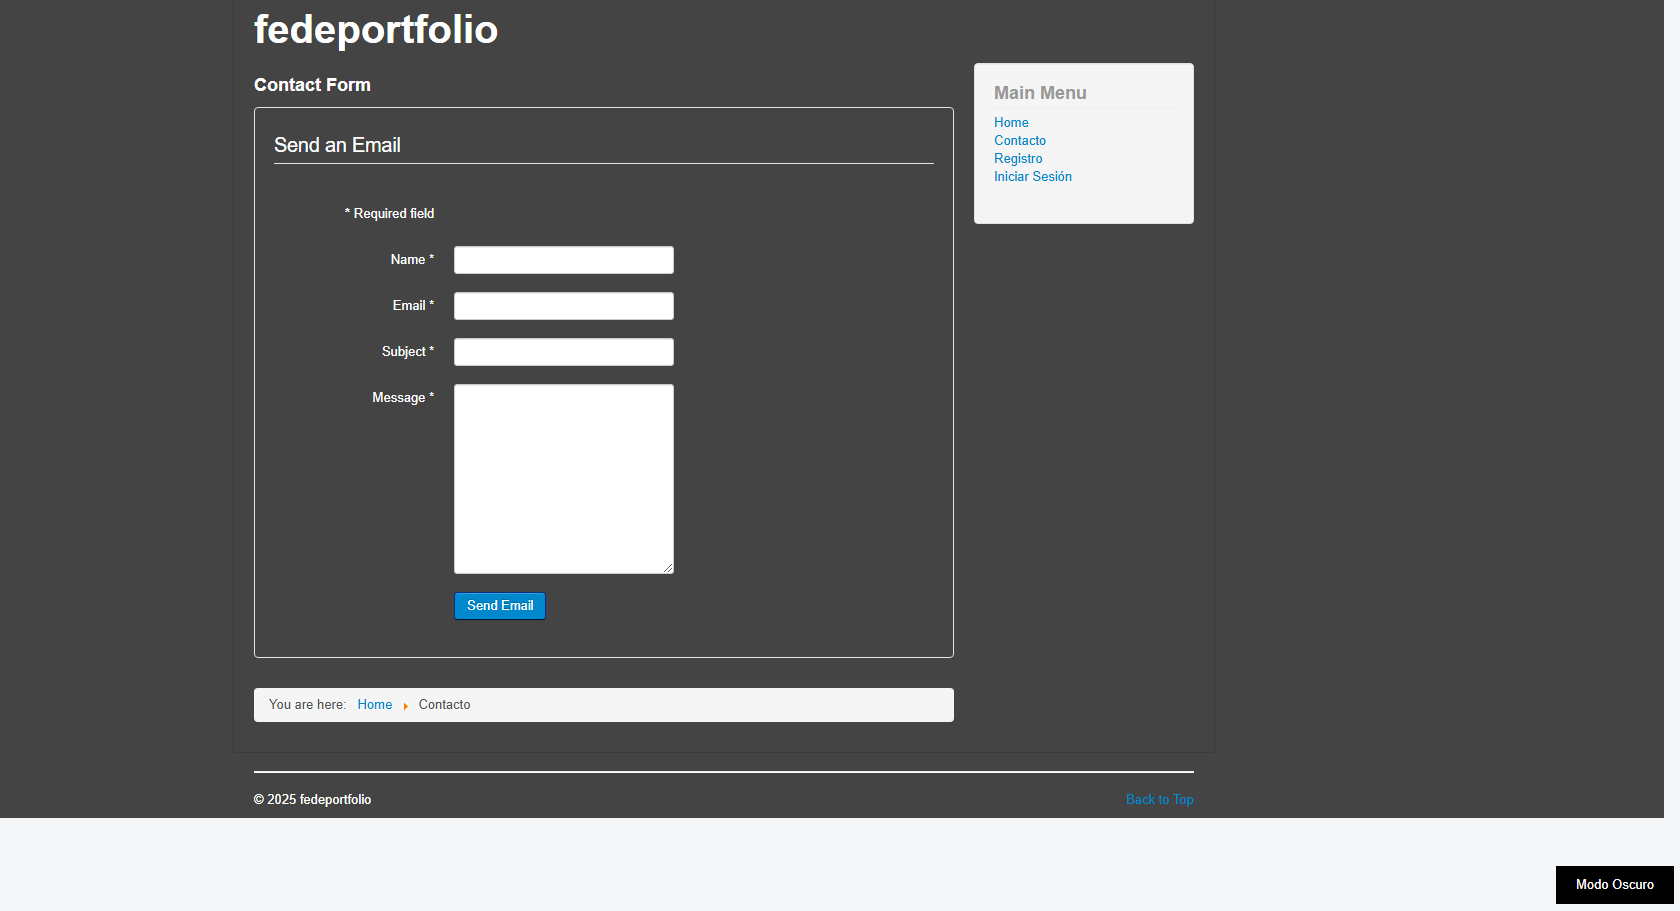 fedeportfolio
Contact Form
Send an Email
* Required field
Name *
Email *
Subject *
Message *
Send Email
You are here: Home Contacto
Main Menu
Home
Contacto
Registro
Iniciar Sesión
© 2025 fedeportfolio
Back to Top
Modo Oscuro